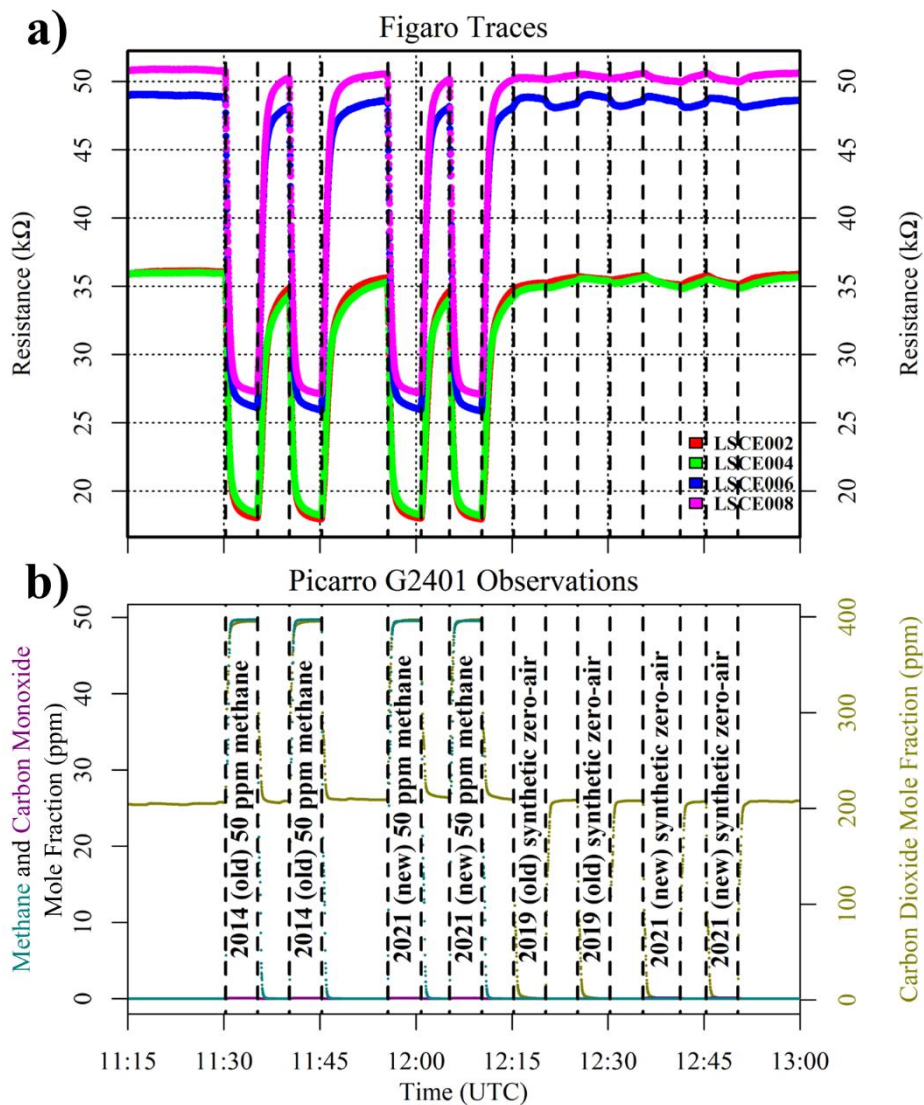 a)
Figaro Traces
50
45
40
35
30
25
20
Resistance (kΩ)
50
45
40
35
30
25
20
Resistance (kΩ)
LSCE002
LSCE004
LSCE006
LSCE008
b)
Picarro G2401 Observations
Methane and Carbon Monoxide
Mole Fraction (ppm)
50
40
30
20
10
0
2014 (old) 50 ppm methane
2014 (old) 50 ppm methane
2021 (new) 50 ppm methane
2021 (new) 50 ppm methane
2019 (old) synthetic zero-air
2019 (old) synthetic zero-air
2021 (new) synthetic zero-air
2021 (new) synthetic zero-air
400
300
200
100
0
Carbon Dioxide Mole Fraction (ppm)
11:15 11:30 11:45 12:00 12:15 12:30 12:45 13:00
Time (UTC)